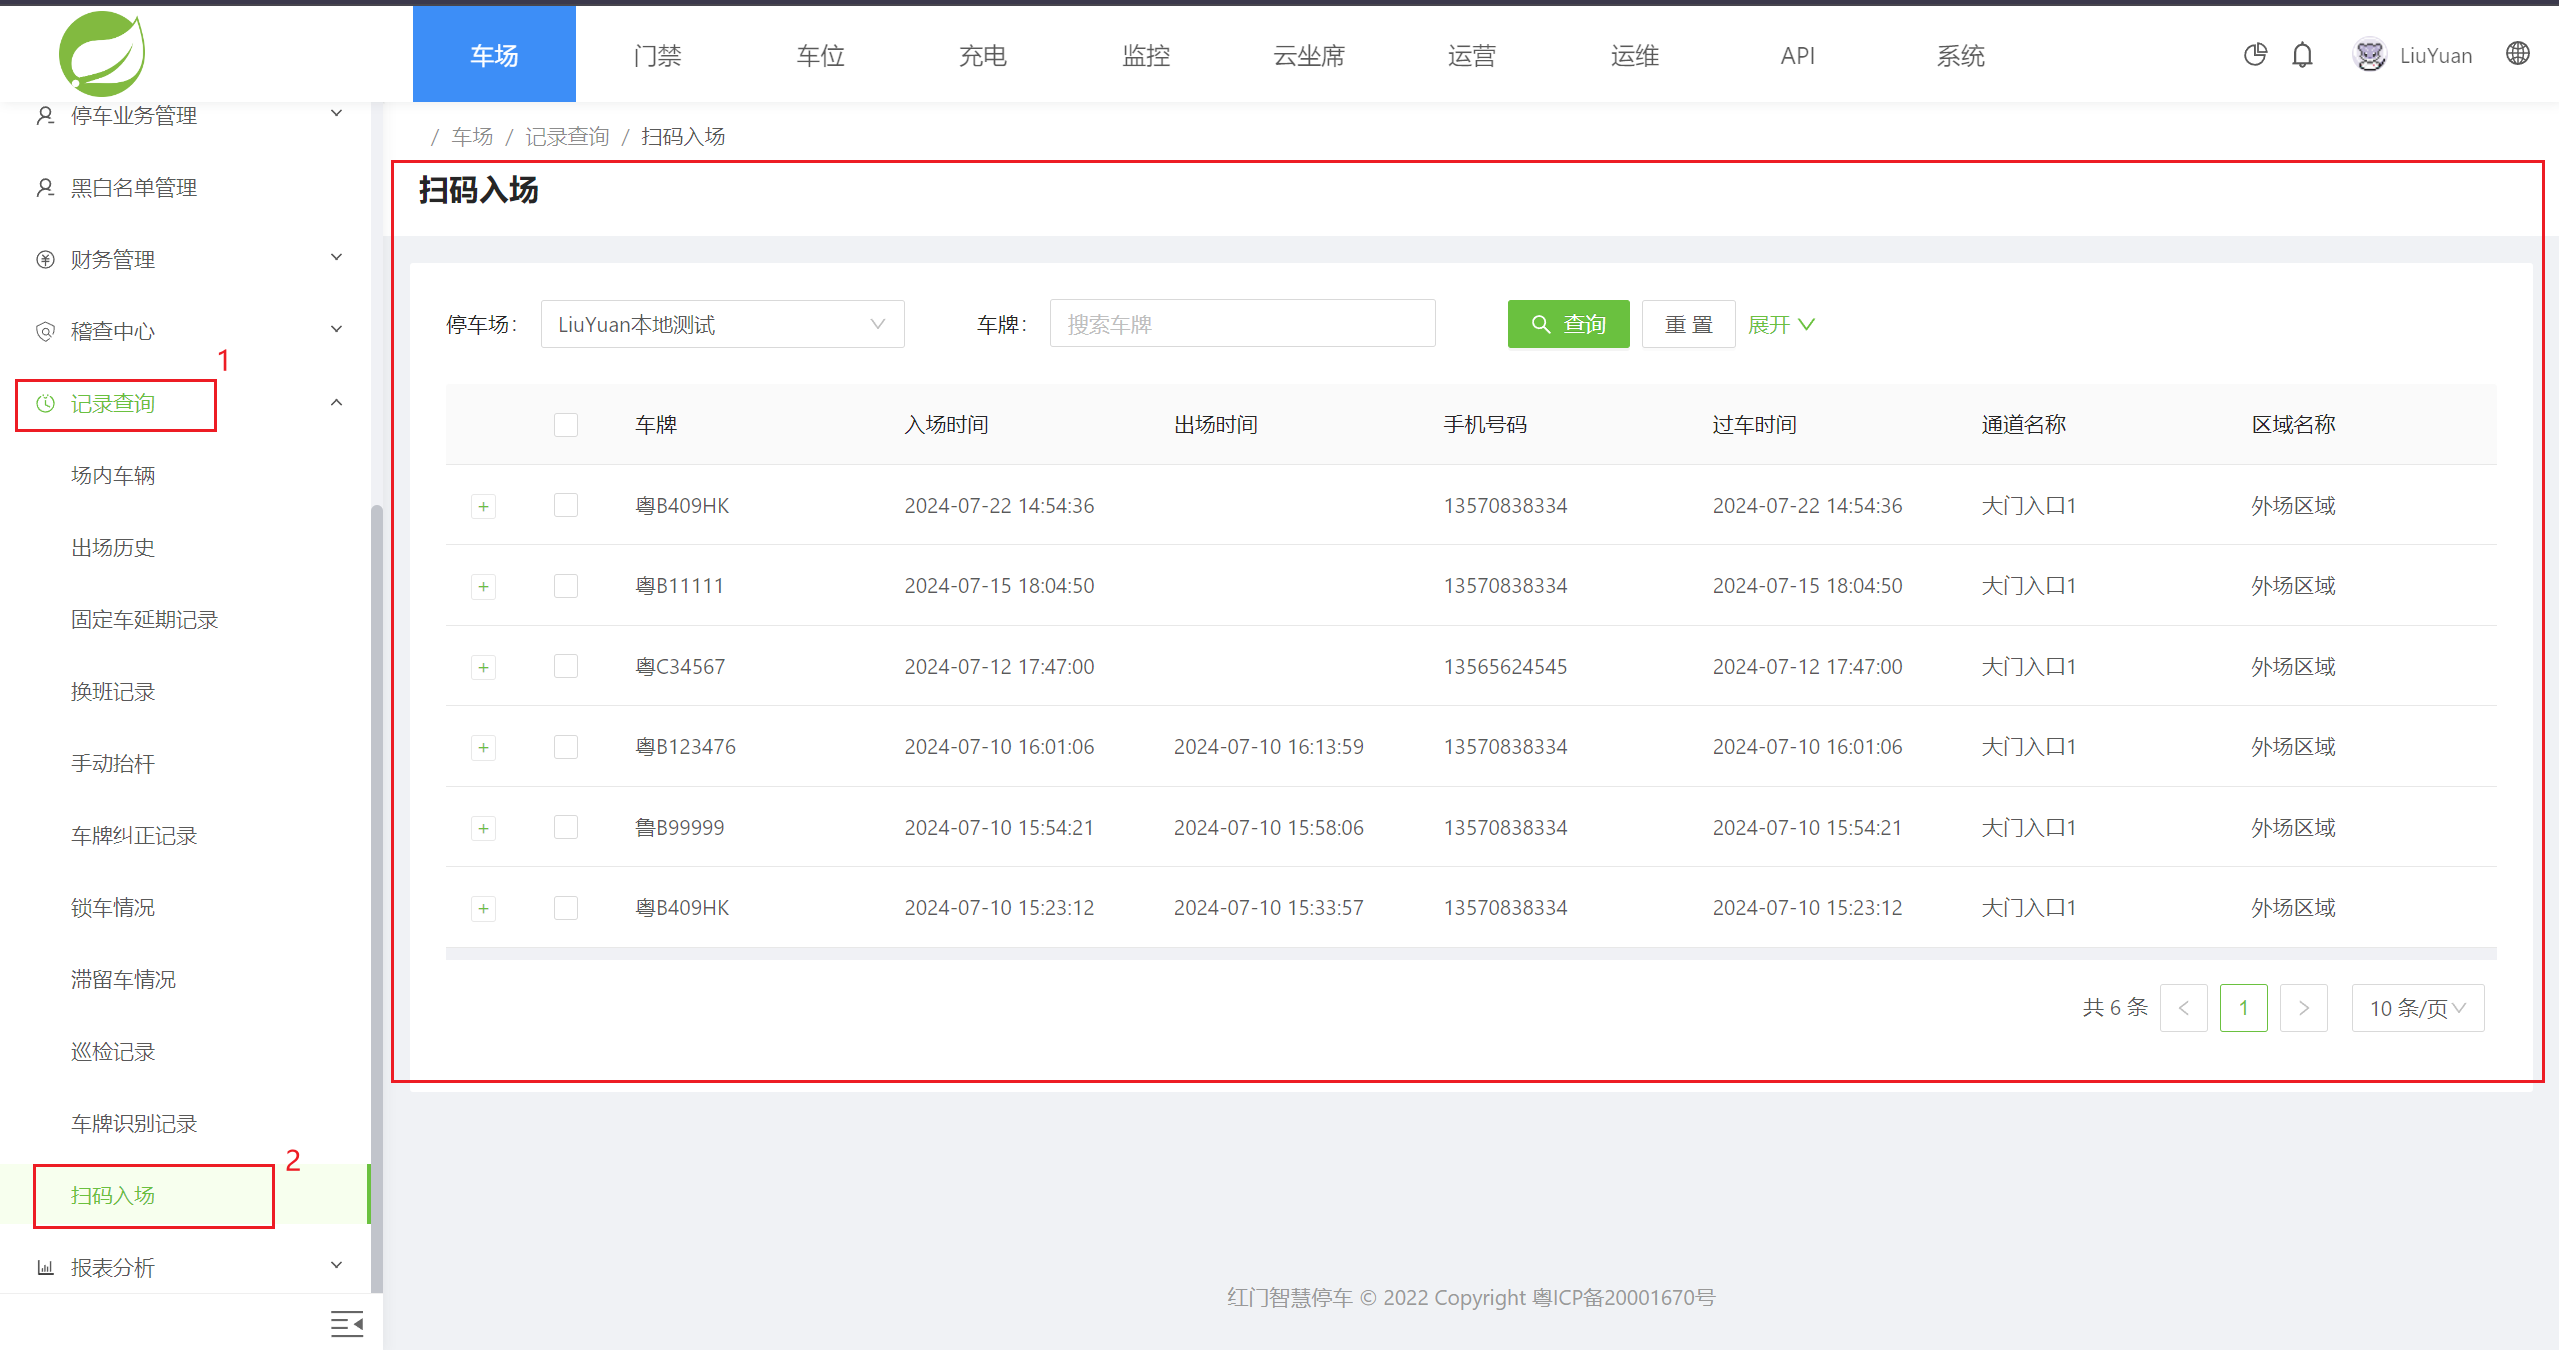 车场 门禁 车位 充电 监控 云坐席 运营 运维 API 系统 LiuYuan
停车业务管理
黑白名单管理
财务管理
稽查中心
1
记录查询
场内车辆
出场历史
固定车延期记录
换班记录
手动抬杆
车牌纠正记录
锁车情况
滞留车情况
巡检记录
车牌识别记录
2
扫码入场
报表分析
/ 车场 / 记录查询 / 扫码入场
扫码入场
停车场: LiuYuan本地测试 车牌: 搜索车牌 查询 重 置 展开
车牌 入场时间 出场时间 手机号码 过车时间 通道名称 区域名称
+ 粤B409HK 2024-07-22 14:54:36 13570838334 2024-07-22 14:54:36 大门入口1 外场区域
+ 粤B11111 2024-07-15 18:04:50 13570838334 2024-07-15 18:04:50 大门入口1 外场区域
+ 粤C34567 2024-07-12 17:47:00 13565624545 2024-07-12 17:47:00 大门入口1 外场区域
+ 粤B123476 2024-07-10 16:01:06 2024-07-10 16:13:59 13570838334 2024-07-10 16:01:06 大门入口1 外场区域
+ 鲁B99999 2024-07-10 15:54:21 2024-07-10 15:58:06 13570838334 2024-07-10 15:54:21 大门入口1 外场区域
+ 粤B409HK 2024-07-10 15:23:12 2024-07-10 15:33:57 13570838334 2024-07-10 15:23:12 大门入口1 外场区域
共 6 条 < 1 > 10 条/页
红门智慧停车 © 2022 Copyright 粤ICP备20001670号